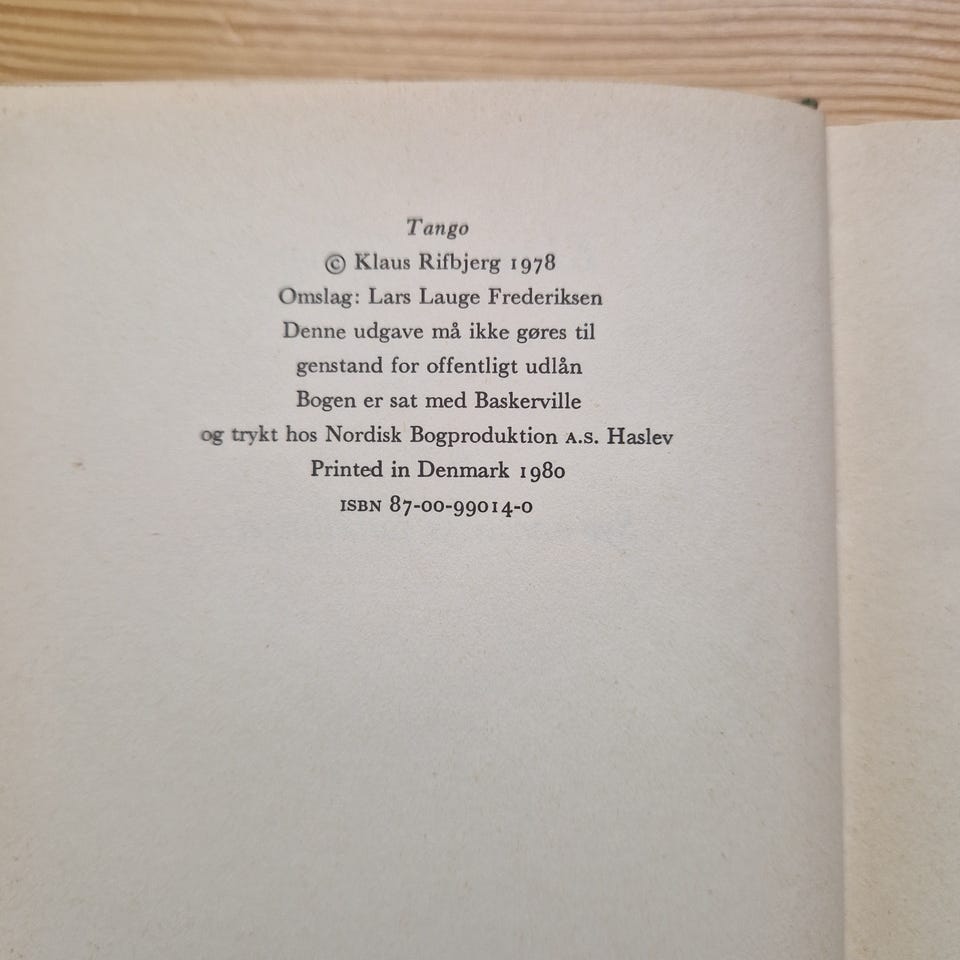 Tango
© Klaus Rifbjerg 1978
Omslag: Lars Lauge Frederiksen
Denne udgave må ikke gøres til
genstand for offentligt udlån
Bogen er sat med Baskerville
og trykt hos Nordisk Bogproduktion A.S. Haslev
Printed in Denmark 1980
ISBN 87-00-99014-0